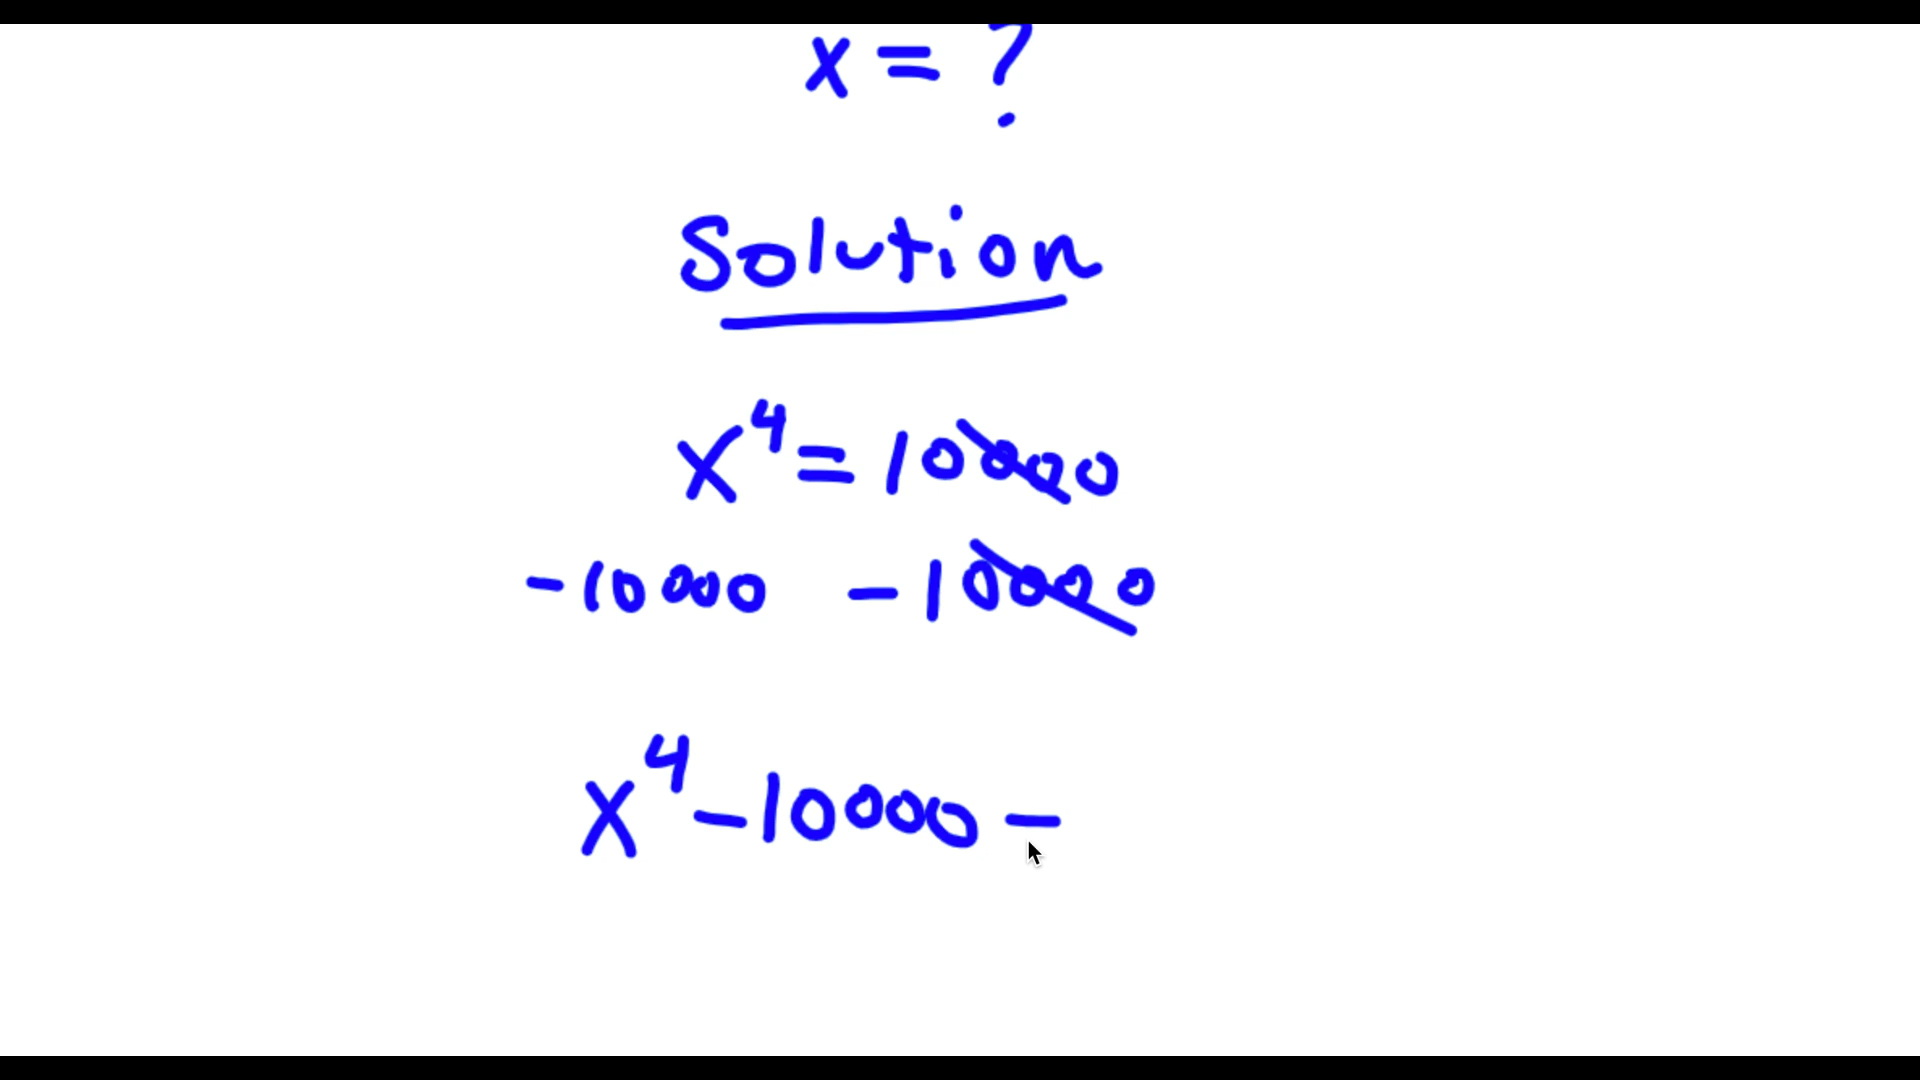 x = ?
Solution
x⁴ = 10000
-10000 -10000
x⁴ - 10000 -